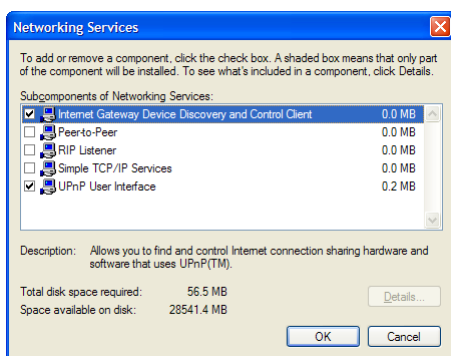 Networking Services
To add or remove a component, click the check box. A shaded box means that only part
of the component will be installed. To see what's included in a component, click Details.
Subcomponents of Networking Services:
Internet Gateway Device Discovery and Control Client 0.0 MB
Peer-to-Peer 0.0 MB
RIP Listener 0.0 MB
Simple TCP/IP Services 0.0 MB
UPnP User Interface 0.2 MB
Description: Allows you to find and control Internet connection sharing hardware and
software that uses UPnP(TM).
Total disk space required: 56.5 MB
Details...
Space available on disk: 28541.4 MB
OK Cancel